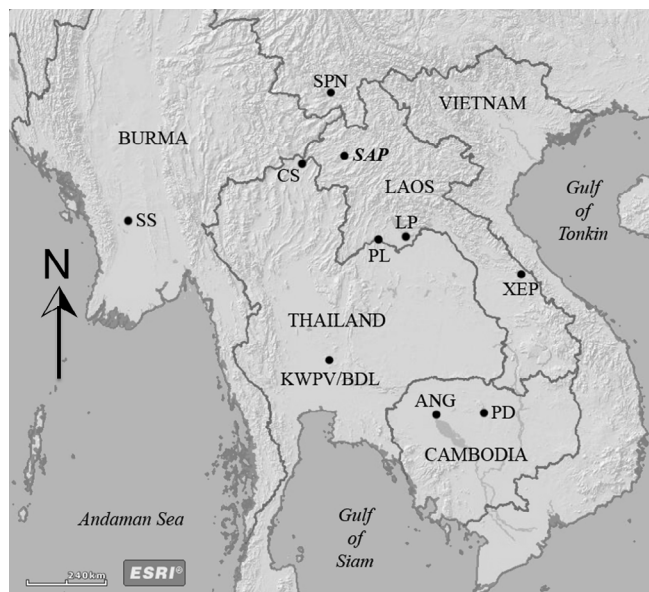 SPN
VIETNAM
BURMA
SAP
CS
LAOS
Gulf
of
Tonkin
SS
LP
PL
N
XEP
THAILAND
KWPV/BDL
ANG
PD
CAMBODIA
Andaman Sea
Gulf
of
Siam
240km
ESRI®